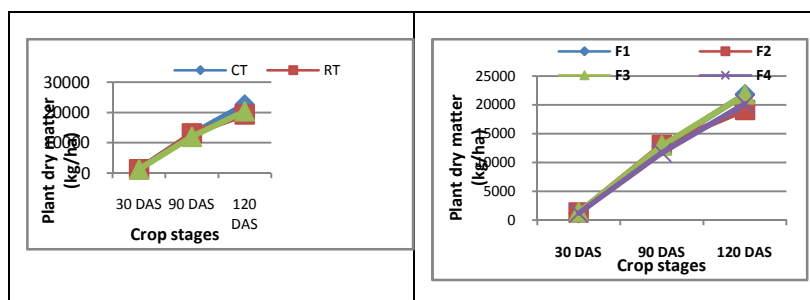 CT RT
30000
20000
10000
0
Plant dry matter
(kg/ha)
30 DAS 90 DAS 120
DAS
Crop stages
F1 F2
F3 F4
25000
20000
15000
10000
5000
0
Plant dry matter
(kg/ha)
30 DAS 90 DAS 120 DAS
Crop stages